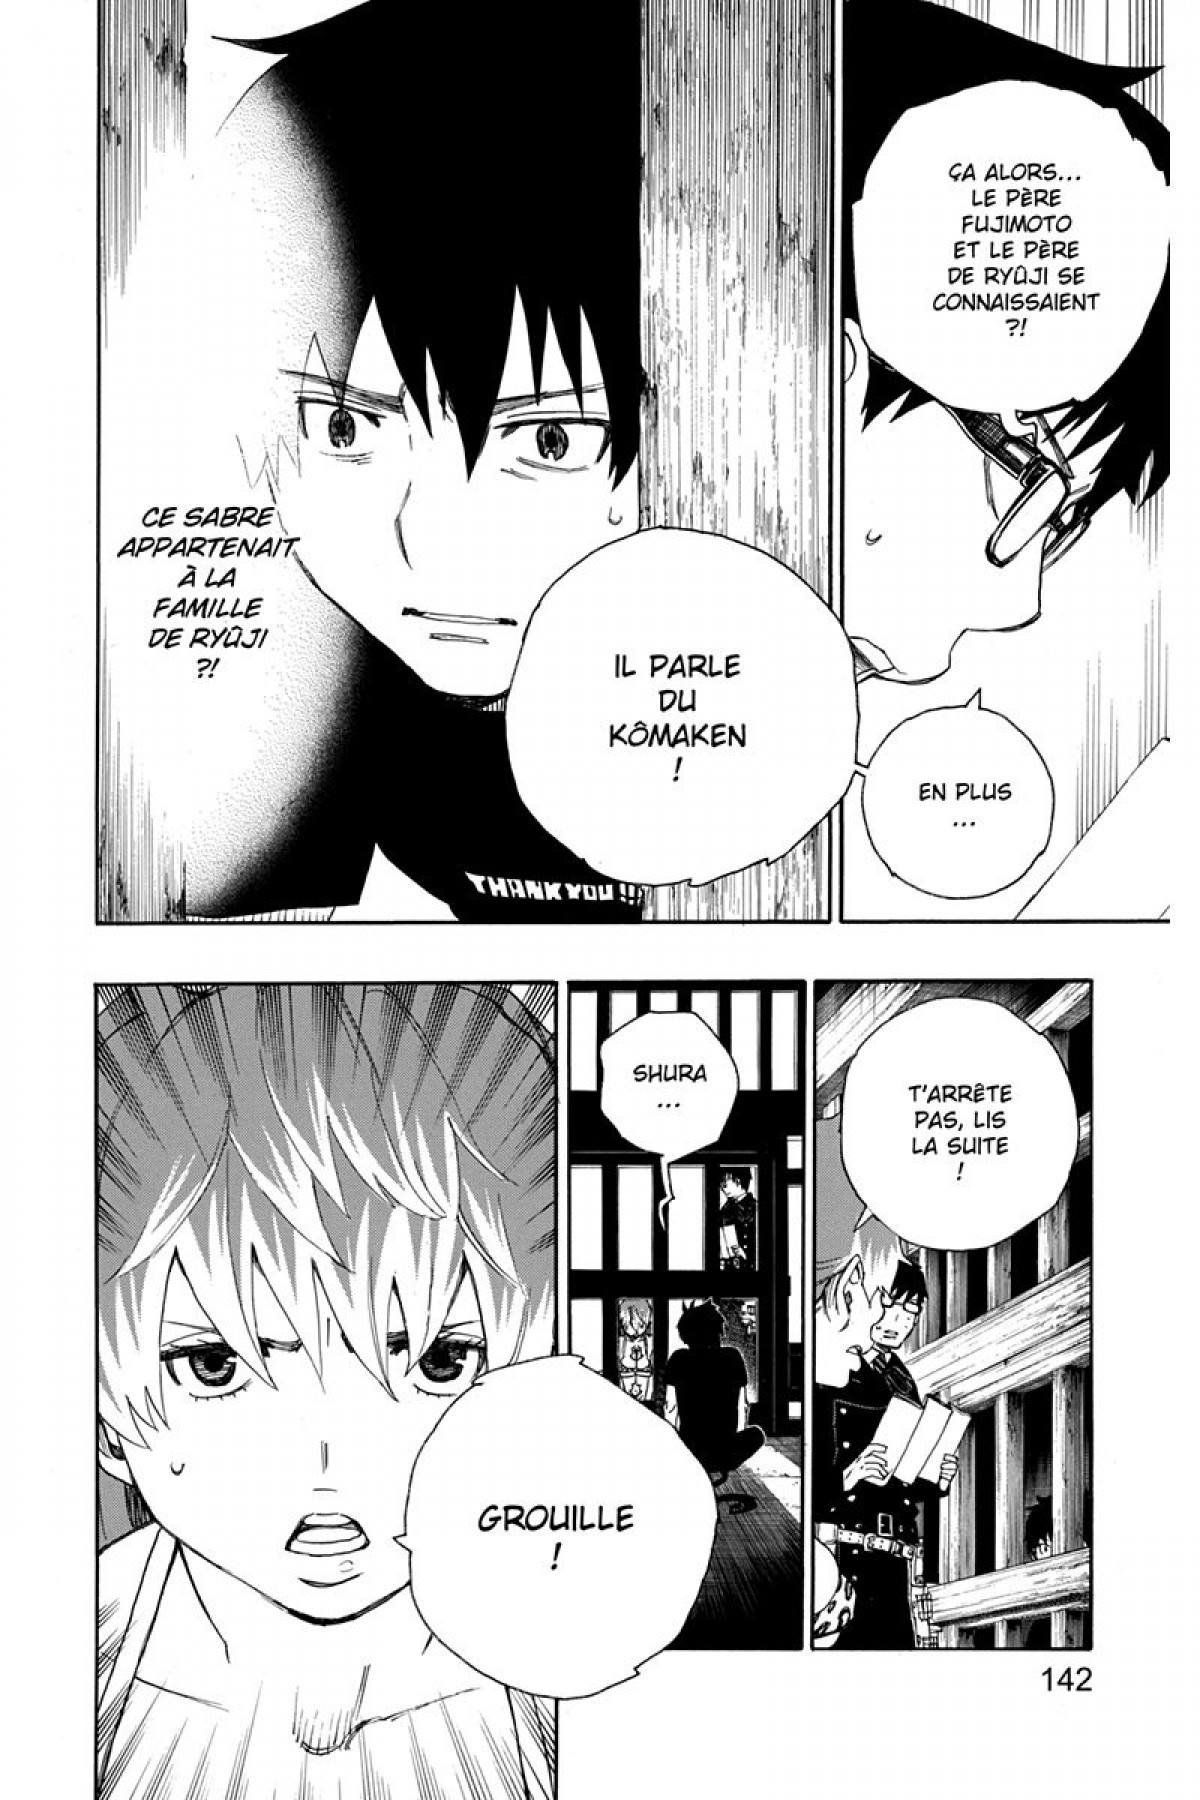 ÇA ALORS...
LE PÈRE
FUJIMOTO
ET LE PÈRE
DE RYÛJI SE
CONNAISSAIENT
?!
EN PLUS
...
IL PARLE
DU
KÔMAKEN
!
CE SABRE
APPARTENAIT
À LA
FAMILLE
DE RYÛJI
?!
THANK YOU!!
T'ARRÊTE
PAS, LIS
LA SUITE
!
SHURA
...
GROUILLE
!
142